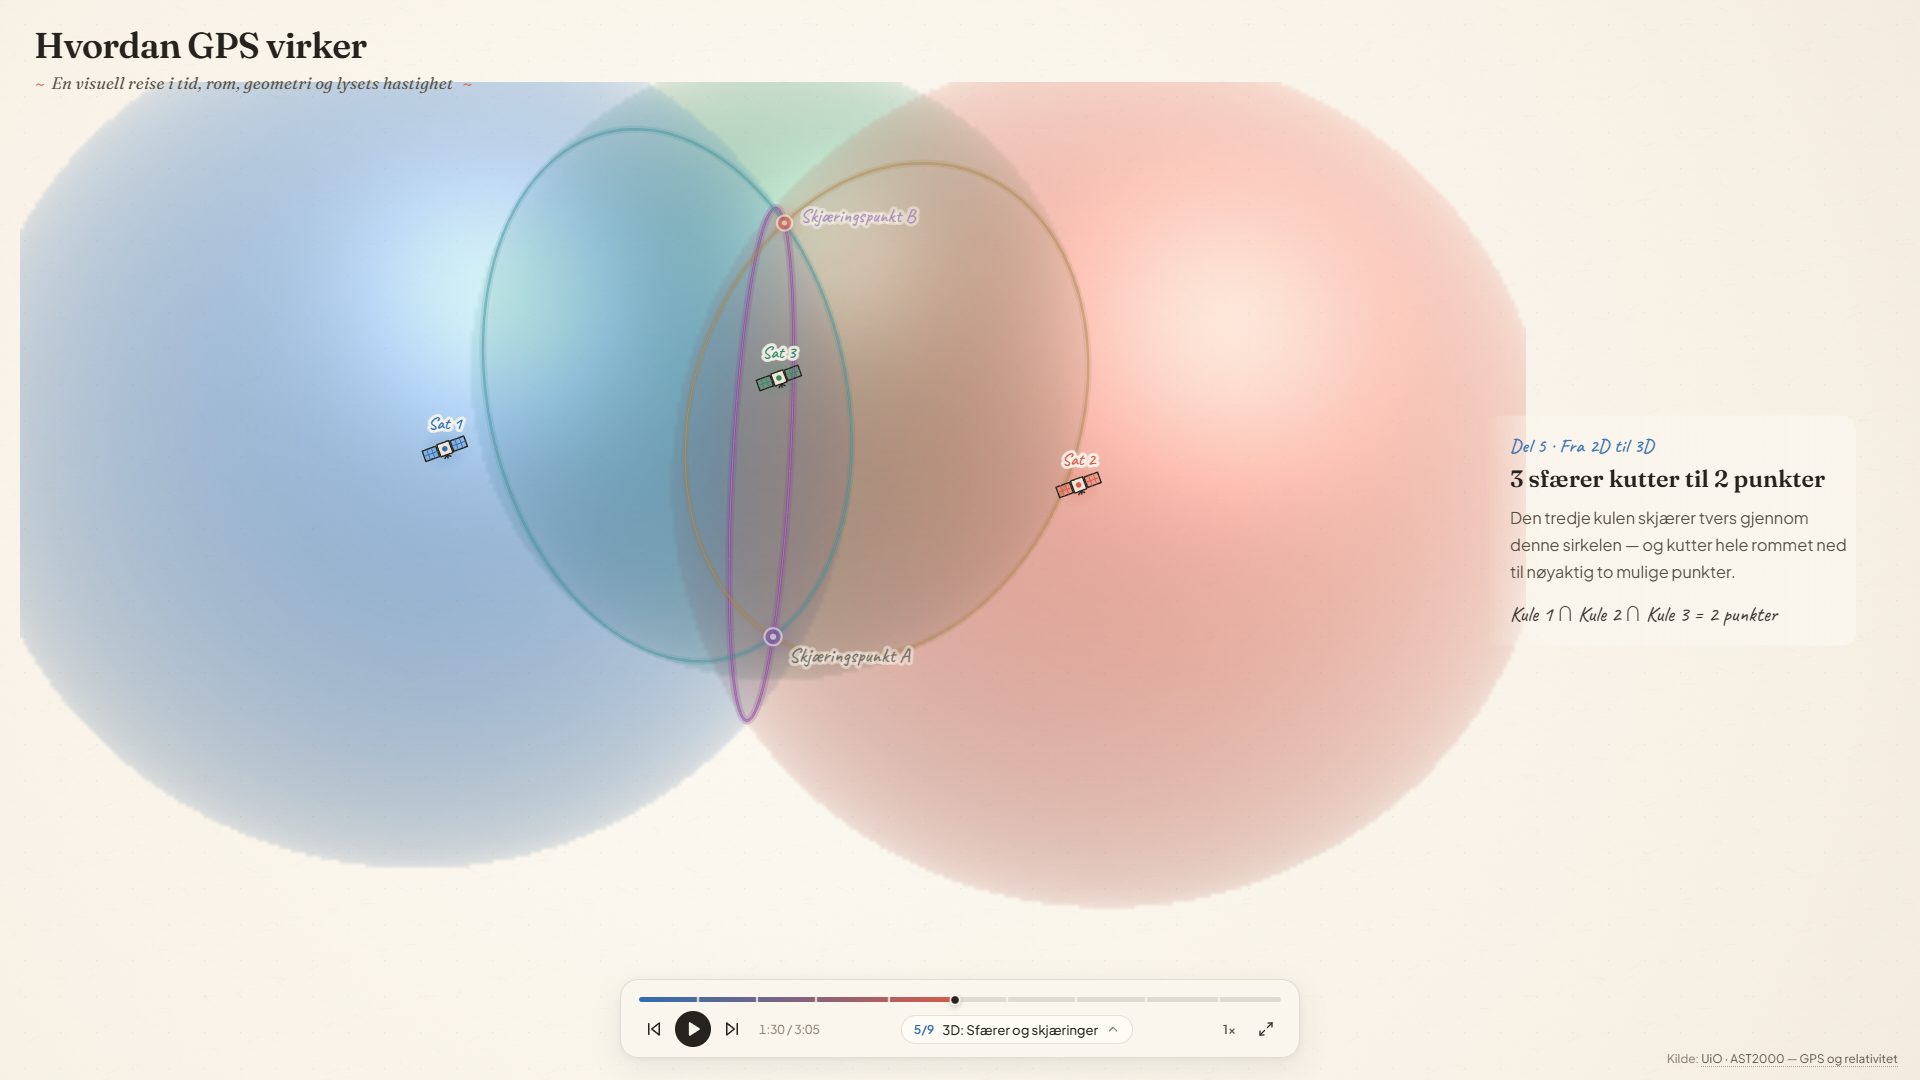 Hvordan GPS virker
~ En visuell reise i tid, rom, geometri og lysets hastighet ~
Skjæringspunkt B
Sat 3
Sat 1
Sat 2
Skjæringspunkt A
Del 5 · Fra 2D til 3D
3 sfærer kutter til 2 punkter
Den tredje kulen skjærer tvers gjennom
denne sirkelen — og kutter hele rommet ned
til nøyaktig to mulige punkter.
Kule 1 ∩ Kule 2 ∩ Kule 3 = 2 punkter
1:30 / 3:05
5/9 3D: Sfærer og skjæringer
1×
Kilde: UiO · AST2000 — GPS og relativitet